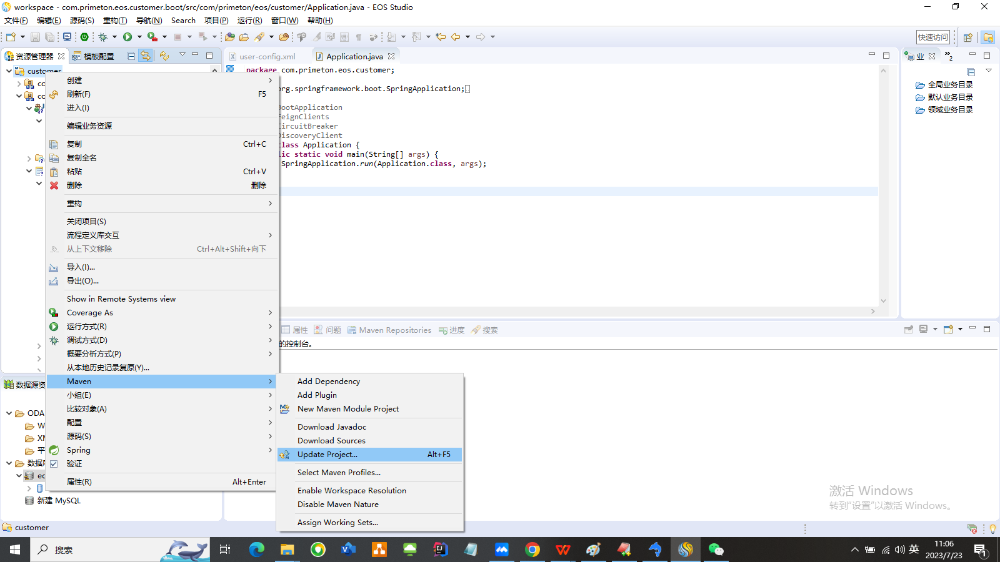 workspace - com.primeton.eos.customer.boot/src/com/primeton/eos/customer/Application.java - EOS Studio
文件(F) 编辑(E) 源码(S) 重构(T) 导航(N) Search 项目(P) 运行(R) 窗口(W) 帮助(H)
快速访问
资源管理器 模板配置
user-config.xml Application.java
业
2
customer
package com.primeton.eos.customer;
org.springframework.boot.SpringApplication;
BootApplication
FeignClients
CircuitBreaker
DiscoveryClient
class Application {
lic static void main(String[] args) {
SpringApplication.run(Application.class, args);
全局业务目录
默认业务目录
领域业务目录
创建
刷新(F) F5
进入(I)
编辑业务资源
复制 Ctrl+C
复制全名
粘贴 Ctrl+V
删除 删除
重构
关闭项目(S)
流程定义库交互
从上下文移除 Ctrl+Alt+Shift+向下
导入(I)...
导出(O)...
Show in Remote Systems view
Coverage As
运行方式(R)
调试方式(D)
概要分析方式(P)
从本地历史记录复原(Y)...
Maven
小组(E)
比较对象(A)
配置
源码(S)
Spring
验证
属性(R) Alt+Enter
属性 问题 Maven Repositories 进度 搜索
的控制台。
Add Dependency
Add Plugin
New Maven Module Project
Download Javadoc
Download Sources
Update Project... Alt+F5
Select Maven Profiles...
Enable Workspace Resolution
Disable Maven Nature
Assign Working Sets...
数据源资
ODA
W
XM
平
数据库
ec
新建 MySQL
激活 Windows
转到“设置”以激活 Windows。
customer
搜索
英
11:06
2023/7/23
1